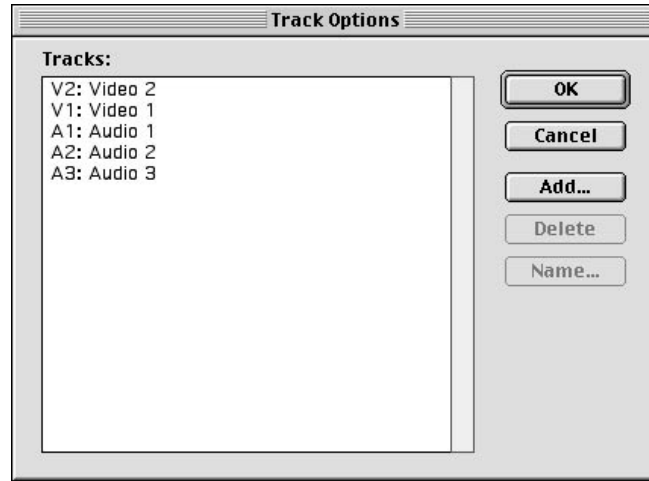 Track Options
Tracks:
V2: Video 2
V1: Video 1
A1: Audio 1
A2: Audio 2
A3: Audio 3
OK
Cancel
Add...
Delete
Name...